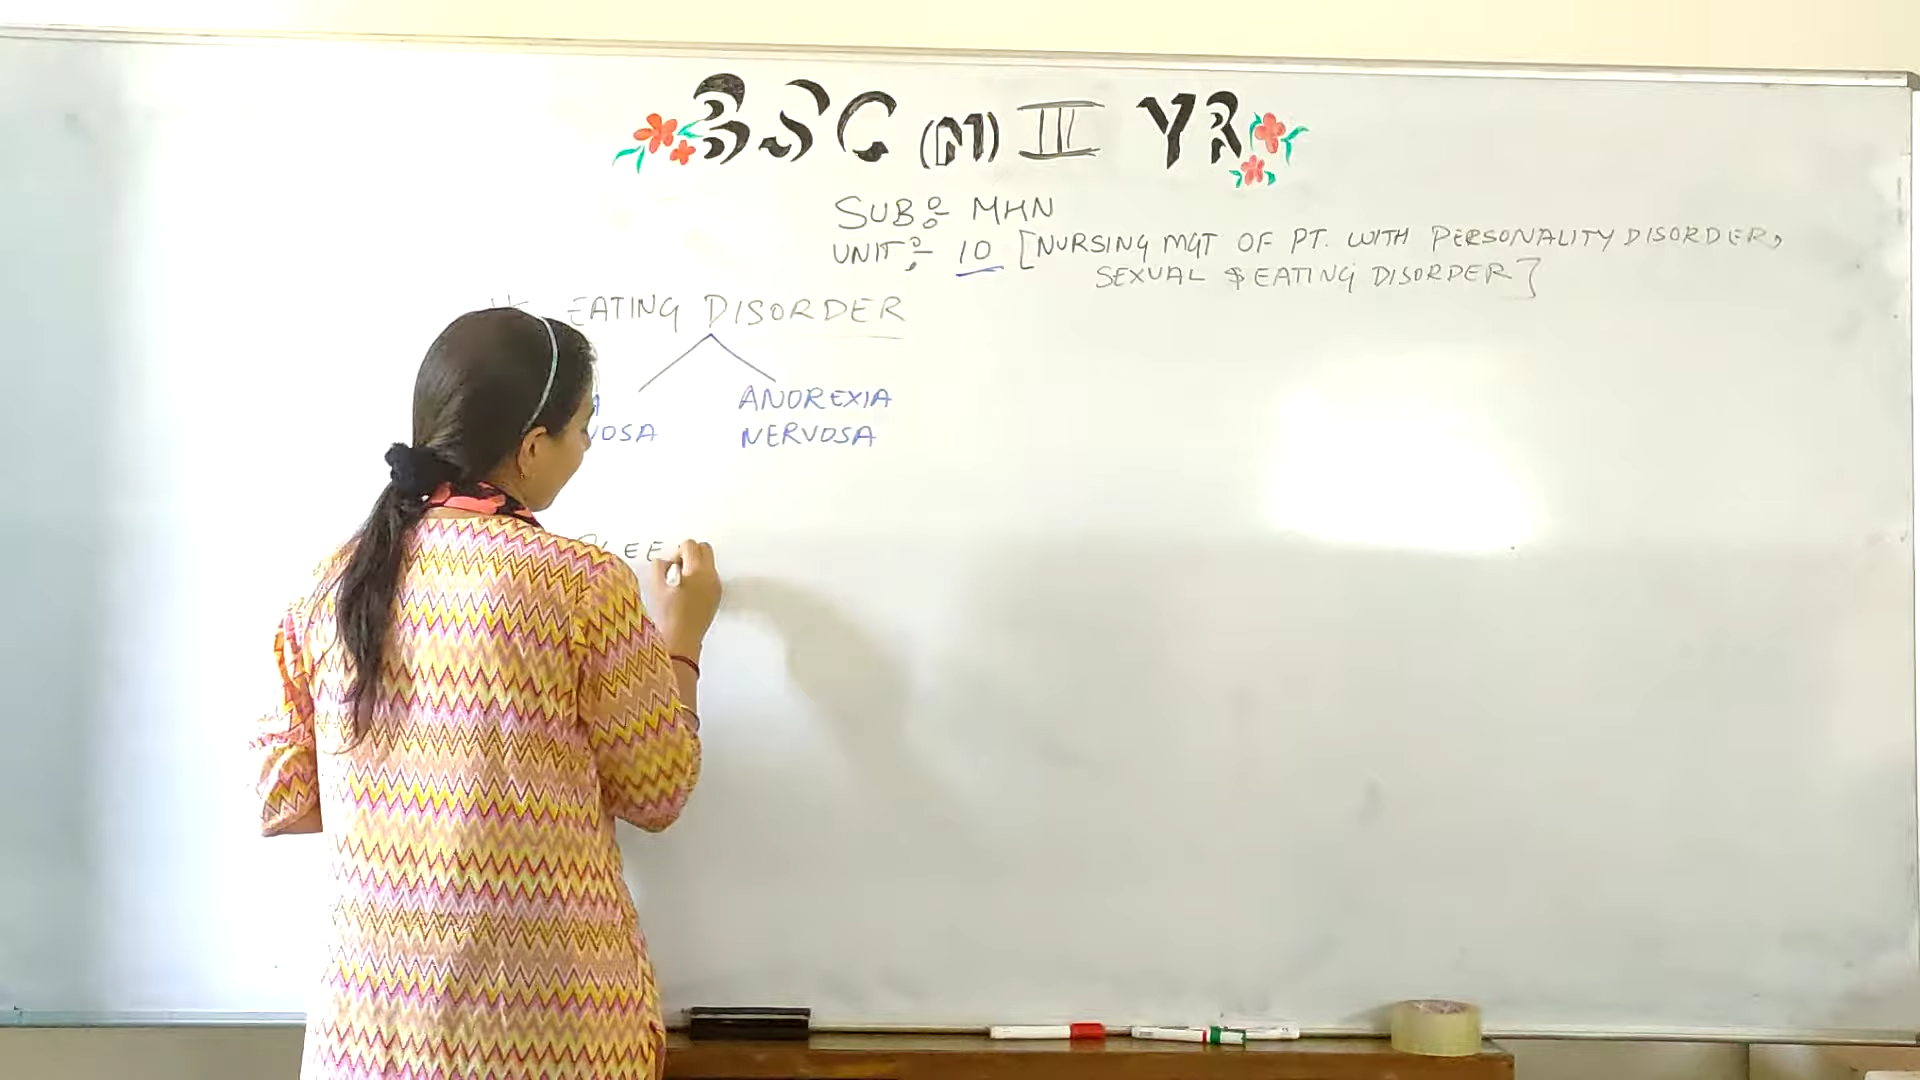 BSC (N) III YR
SUB:- MHN
UNIT:- 10 [NURSING MGT OF PT. WITH PERSONALITY DISORDER,
SEXUAL & EATING DISORDER]
EATING DISORDER
ANOREXIA
NERVOSA